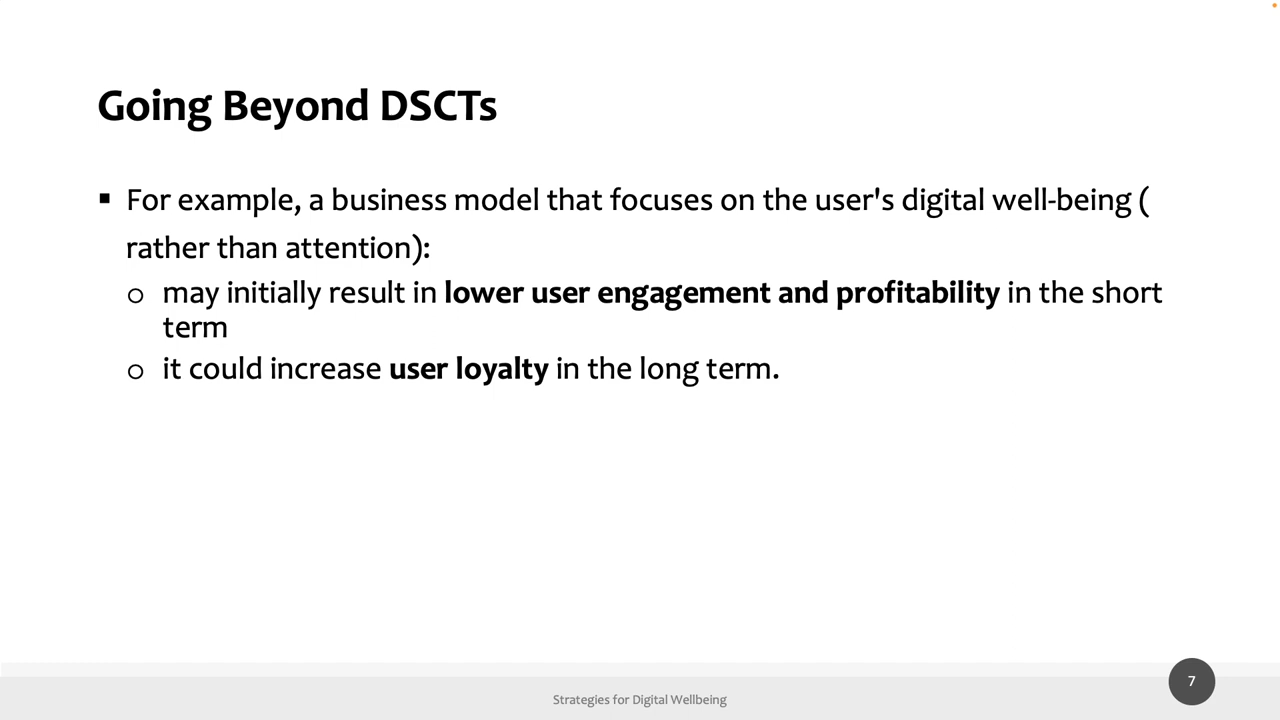 Going Beyond DSCTs
▪ For example, a business model that focuses on the user's digital well-being (
rather than attention):
o may initially result in lower user engagement and profitability in the short
term
o it could increase user loyalty in the long term.
Strategies for Digital Wellbeing
7